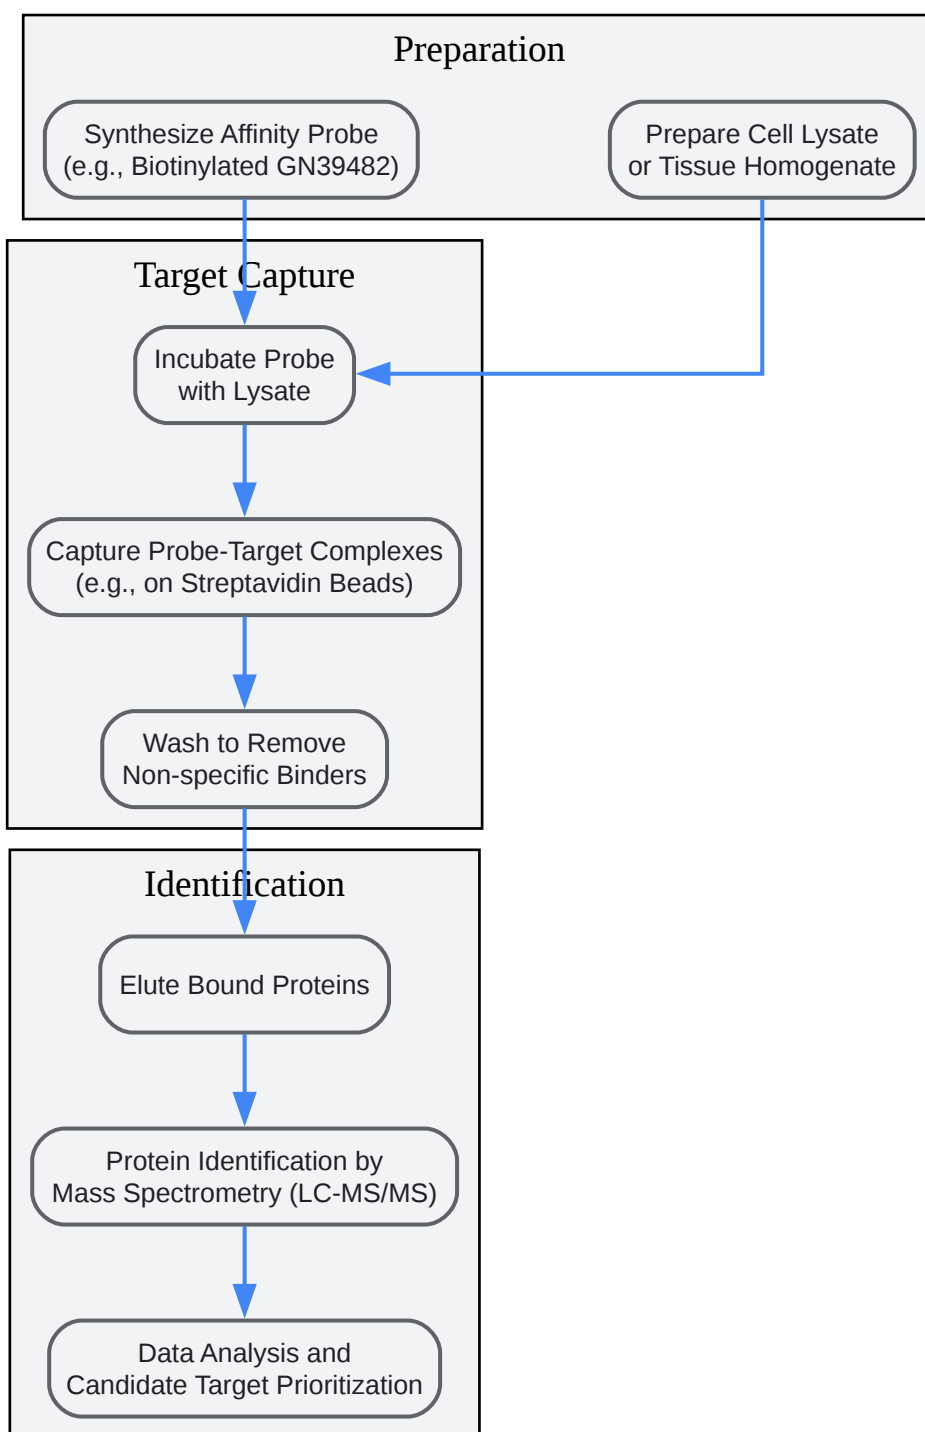 Preparation
Synthesize Affinity Probe
(e.g., Biotinylated GN39482)
Prepare Cell Lysate
or Tissue Homogenate
Target Capture
Incubate Probe
with Lysate
Capture Probe-Target Complexes
(e.g., on Streptavidin Beads)
Wash to Remove
Non-specific Binders
Identification
Elute Bound Proteins
Protein Identification by
Mass Spectrometry (LC-MS/MS)
Data Analysis and
Candidate Target Prioritization